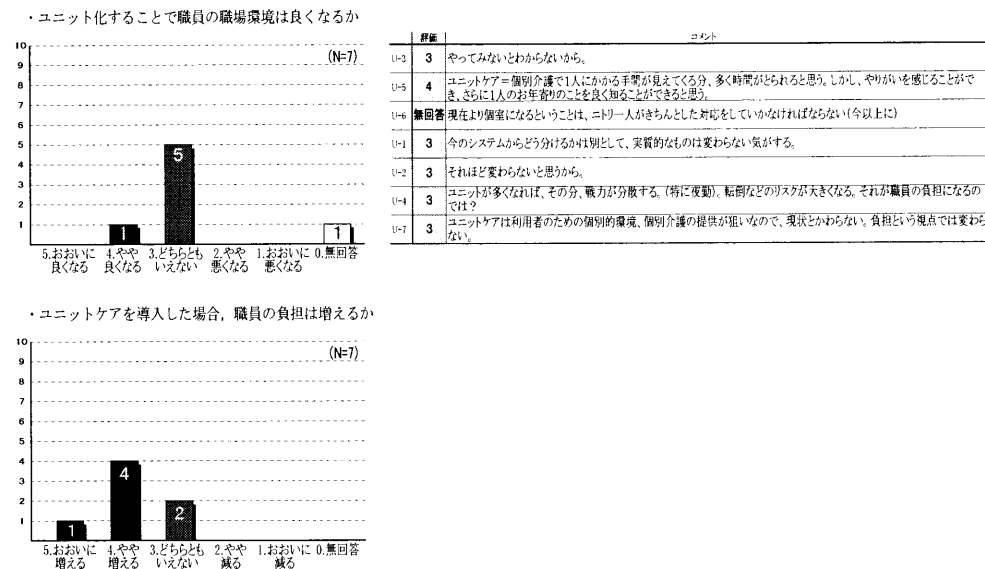 ・ユニット化することで職員の職場環境は良くなるか
10
9
8
7
6
5
4
3
2
1
(N=7)
1
5
1
5.おおいに良くなる
4.やや良くなる
3.どちらともいえない
2.やや悪くなる
1.おおいに悪くなる
0.無回答
評価 コメント
U-3 3 やってみないとわからないから。
U-5 4 ユニットケア=個別介護で1人にかかる手間が見えてくる分、多く時間がとられると思う。しかし、やりがいを感じることがで
き、さらに1人のお年寄りのことを良く知ることができると思う。
U-6 無回答 現在より個室になるということは、ニトリ一人がきちんとした対応をしていかなければならない(今以上に)
U-1 3 今のシステムからどう分けるかは別として、実質的なものは変わらない気がする。
U-2 3 それほど変わらないと思うから。
U-4 3 ユニットが多くなれば、その分、戦力が分散する。(特に夜勤)。転倒などのリスクが大きくなる。それが職員の負担になるの
では?
U-7 3 ユニットケアは利用者のための個別的環境、個別介護の提供が狙いなので、現状とかわらない。負担という視点では変わら
ない。
・ユニットケアを導入した場合,職員の負担は増えるか
10
9
8
7
6
5
4
3
2
1
(N=7)
1
4
2
5.おおいに増える
4.やや増える
3.どちらともいえない
2.やや減る
1.おおいに減る
0.無回答